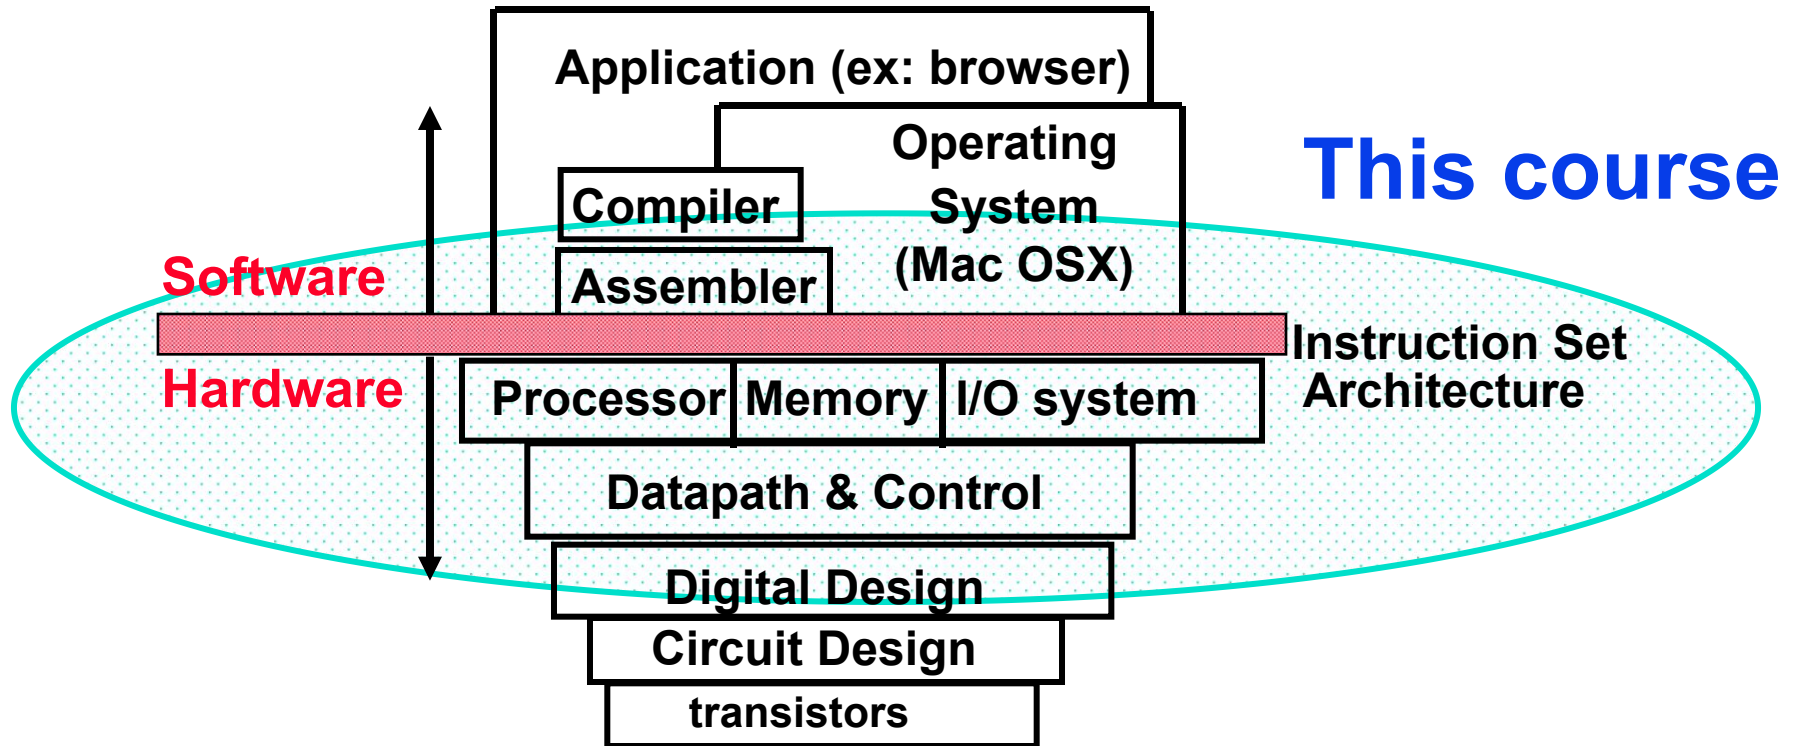 Application (ex: browser)
Operating
System
(Mac OSX)
This course
Compiler
Assembler
Software
Hardware
Instruction Set
Architecture
Processor
Memory
I/O system
Datapath & Control
Digital Design
Circuit Design
transistors